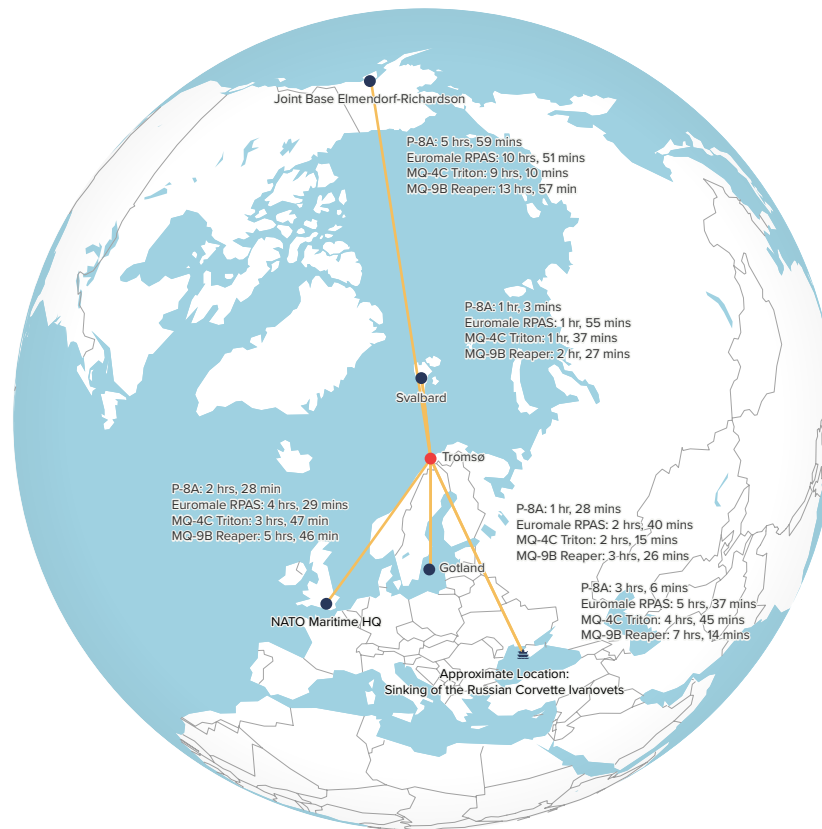 Joint Base Elmendorf-Richardson
P-8A: 5 hrs, 59 mins
Euromale RPAS: 10 hrs, 51 mins
MQ-4C Triton: 9 hrs, 10 mins
MQ-9B Reaper: 13 hrs, 57 min
P-8A: 1 hr, 3 mins
Euromale RPAS: 1 hr, 55 mins
MQ-4C Triton: 1 hr, 37 mins
MQ-9B Reaper: 2 hr, 27 mins
Svalbard
Tromsø
P-8A: 2 hrs, 28 min
Euromale RPAS: 4 hrs, 29 mins
MQ-4C Triton: 3 hrs, 47 min
MQ-9B Reaper: 5 hrs, 46 min
P-8A: 1 hr, 28 mins
Euromale RPAS: 2 hrs, 40 mins
MQ-4C Triton: 2 hrs, 15 mins
MQ-9B Reaper: 3 hrs, 26 mins
Gotland
P-8A: 3 hrs, 6 mins
Euromale RPAS: 5 hrs, 37 mins
MQ-4C Triton: 4 hrs, 45 mins
MQ-9B Reaper: 7 hrs, 14 mins
NATO Maritime HQ
Approximate Location:
Sinking of the Russian Corvette Ivanovets